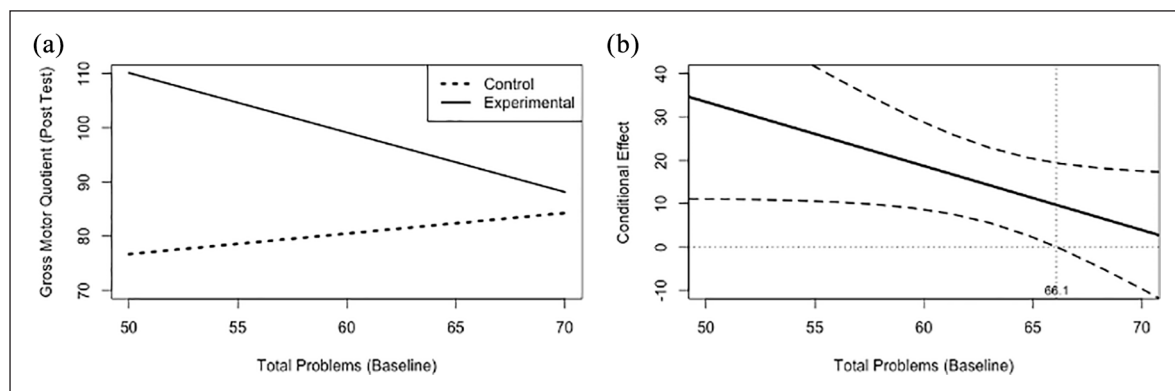 (a)
Gross Motor Quotient (Post Test)
110
100
90
80
70
Control
Experimental
50 55 60 65 70
Total Problems (Baseline)
(b)
Conditional Effect
40
30
20
10
0
-10
66.1
50 55 60 65 70
Total Problems (Baseline)